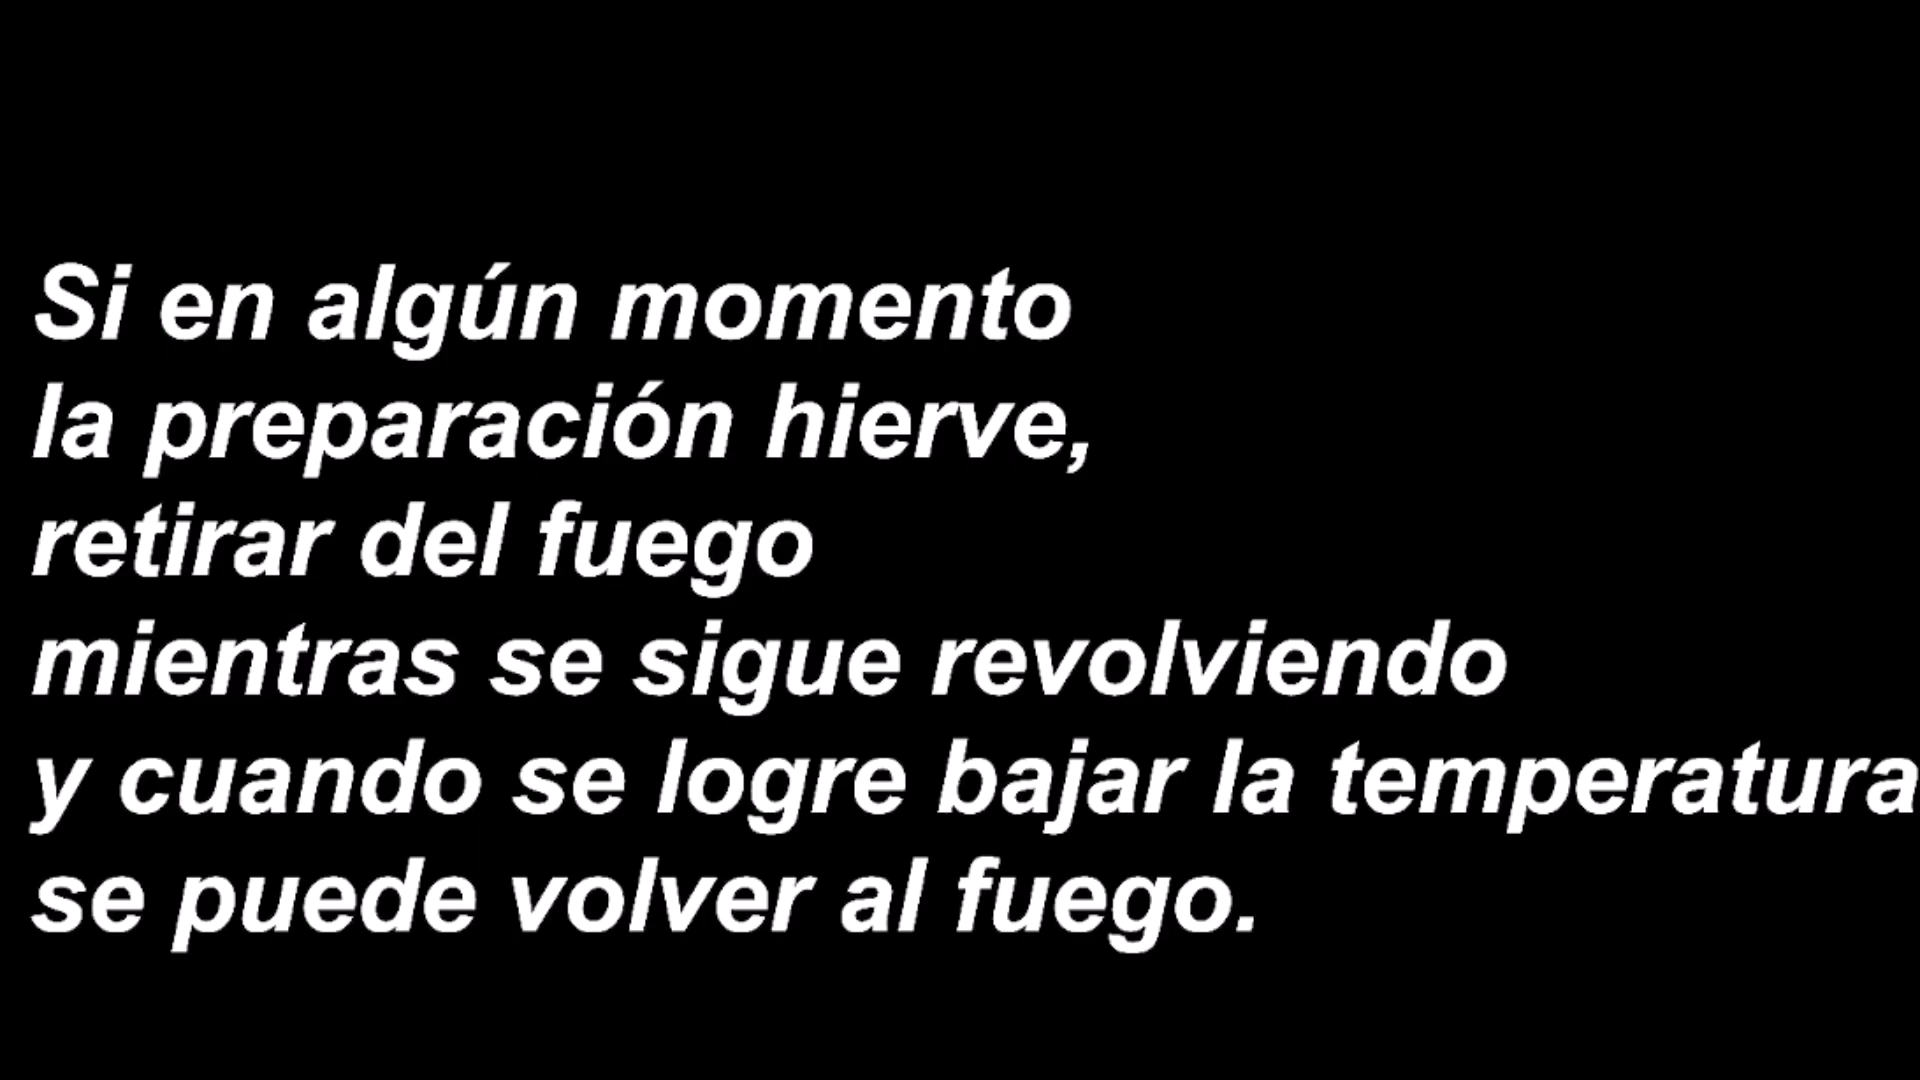 Si en algún momento
la preparación hierve,
retirar del fuego
mientras se sigue revolviendo
y cuando se logre bajar la temperatura
se puede volver al fuego.